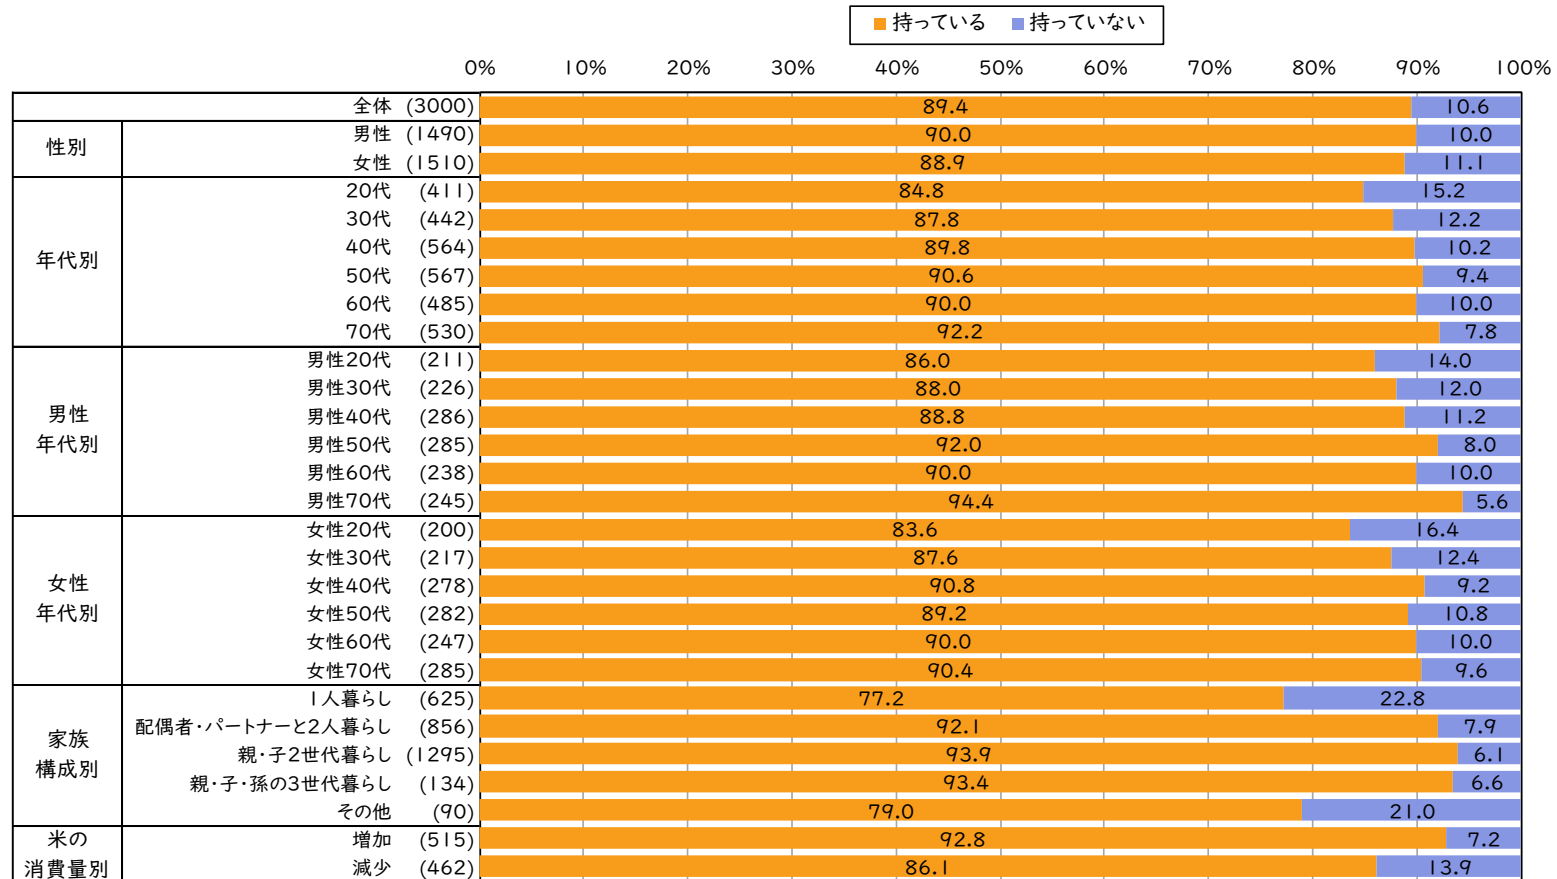 持っている 持っていない
0% 10% 20% 30% 40% 50% 60% 70% 80% 90% 100%
全体 (3000) 89.4 10.6
性別
男性 (1490) 90.0 10.0
女性 (1510) 88.9 11.1
年代別
20代 (411) 84.8 15.2
30代 (442) 87.8 12.2
40代 (564) 89.8 10.2
50代 (567) 90.6 9.4
60代 (485) 90.0 10.0
70代 (530) 92.2 7.8
男性
年代別
男性20代 (211) 86.0 14.0
男性30代 (226) 88.0 12.0
男性40代 (286) 88.8 11.2
男性50代 (285) 92.0 8.0
男性60代 (238) 90.0 10.0
男性70代 (245) 94.4 5.6
女性
年代別
女性20代 (200) 83.6 16.4
女性30代 (217) 87.6 12.4
女性40代 (278) 90.8 9.2
女性50代 (282) 89.2 10.8
女性60代 (247) 90.0 10.0
女性70代 (285) 90.4 9.6
家族
構成別
1人暮らし (625) 77.2 22.8
配偶者・パートナーと2人暮らし (856) 92.1 7.9
親・子2世代暮らし (1295) 93.9 6.1
親・子・孫の3世代暮らし (134) 93.4 6.6
その他 (90) 79.0 21.0
米の
消費量別
増加 (515) 92.8 7.2
減少 (462) 86.1 13.9